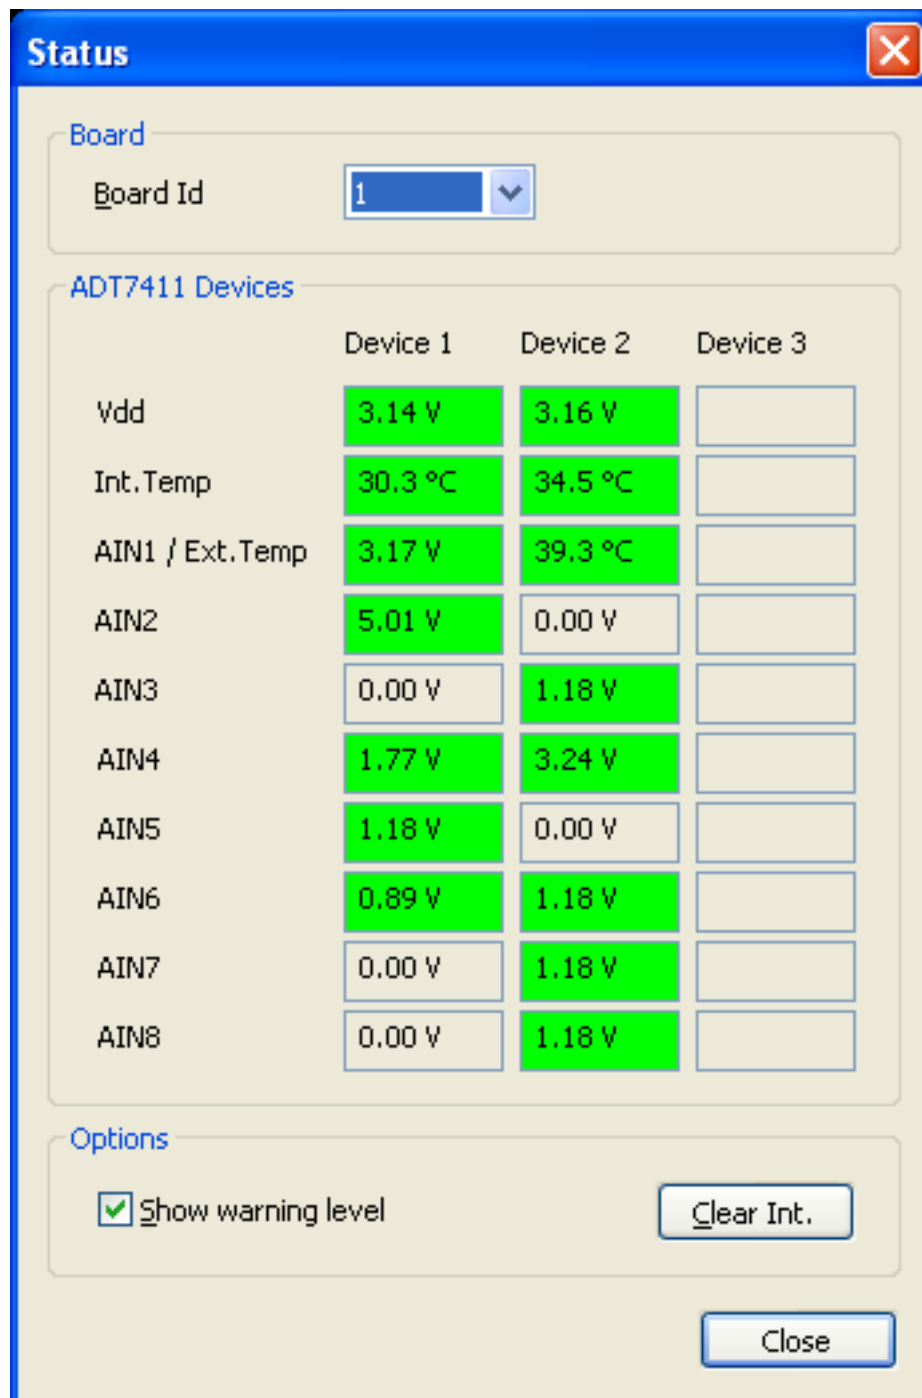 Status
Board
Board Id 1
ADT7411 Devices
Device 1 Device 2 Device 3
Vdd 3.14 V 3.16 V
Int.Temp 30.3 °C 34.5 °C
AIN1 / Ext.Temp 3.17 V 39.3 °C
AIN2 5.01 V 0.00 V
AIN3 0.00 V 1.18 V
AIN4 1.77 V 3.24 V
AIN5 1.18 V 0.00 V
AIN6 0.89 V 1.18 V
AIN7 0.00 V 1.18 V
AIN8 0.00 V 1.18 V
Options
Show warning level Clear Int.
Close